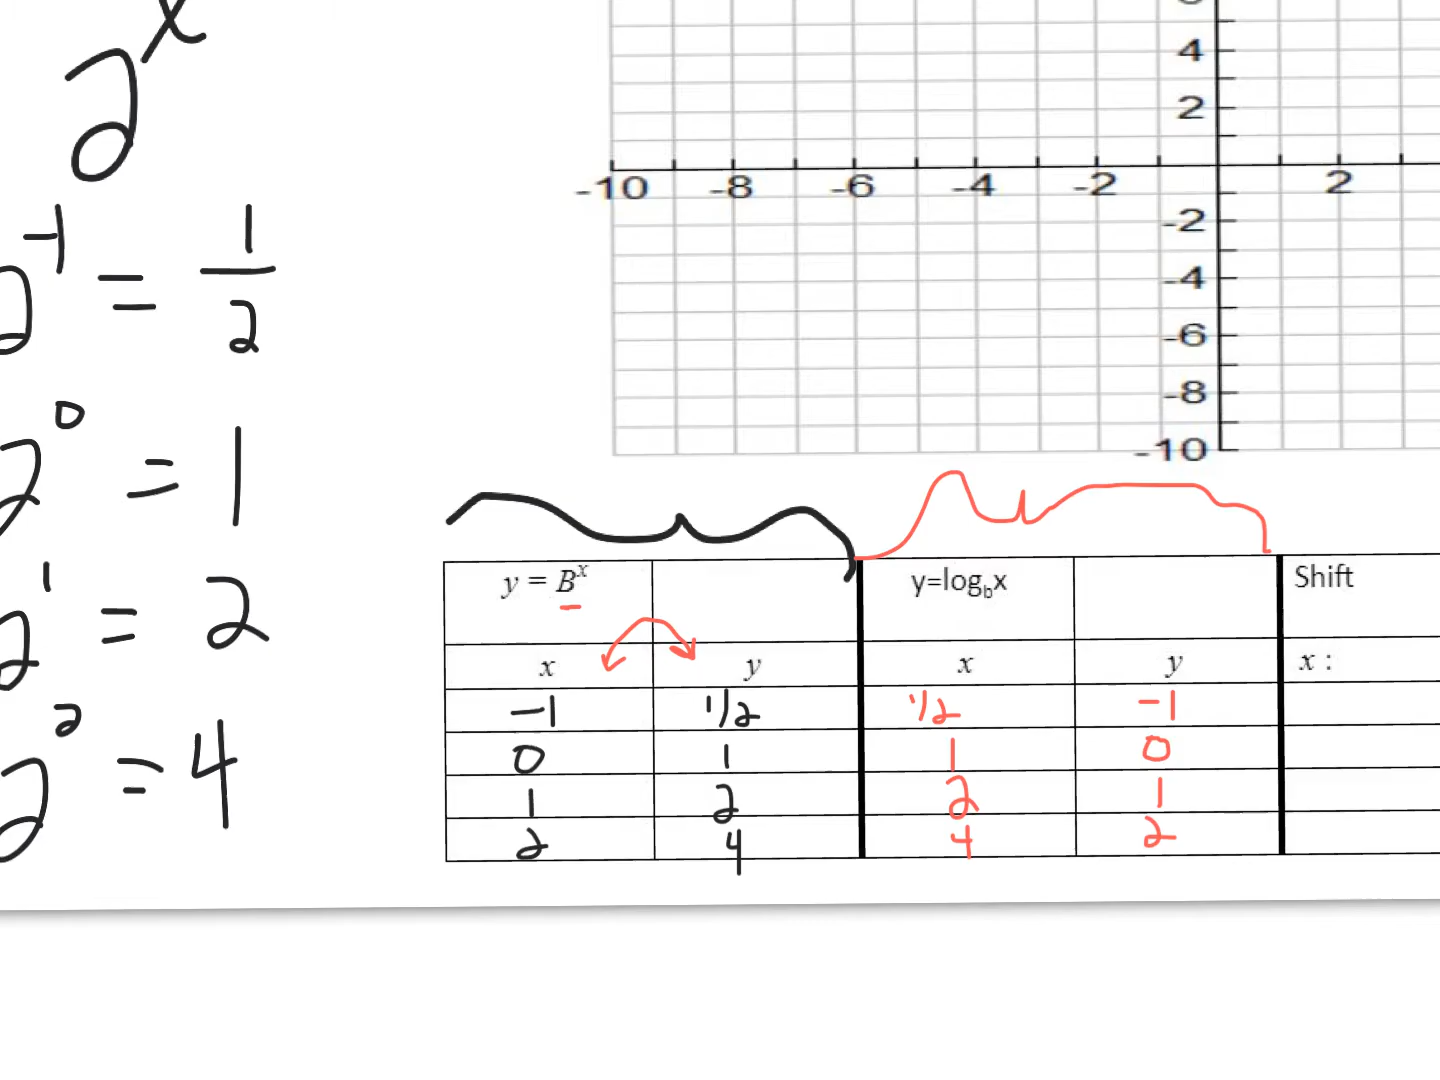 2^x
2^-1 = 1/2
2^0 = 1
2^1 = 2
2^2 = 4
4
2
-10 -8 -6 -4 -2 2
-2
-4
-6
-8
-10
y = B^x y=log_b x Shift
x y x y x :
-1 1/2 1/2 -1
0 1 1 0
1 2 2 1
2 4 4 2